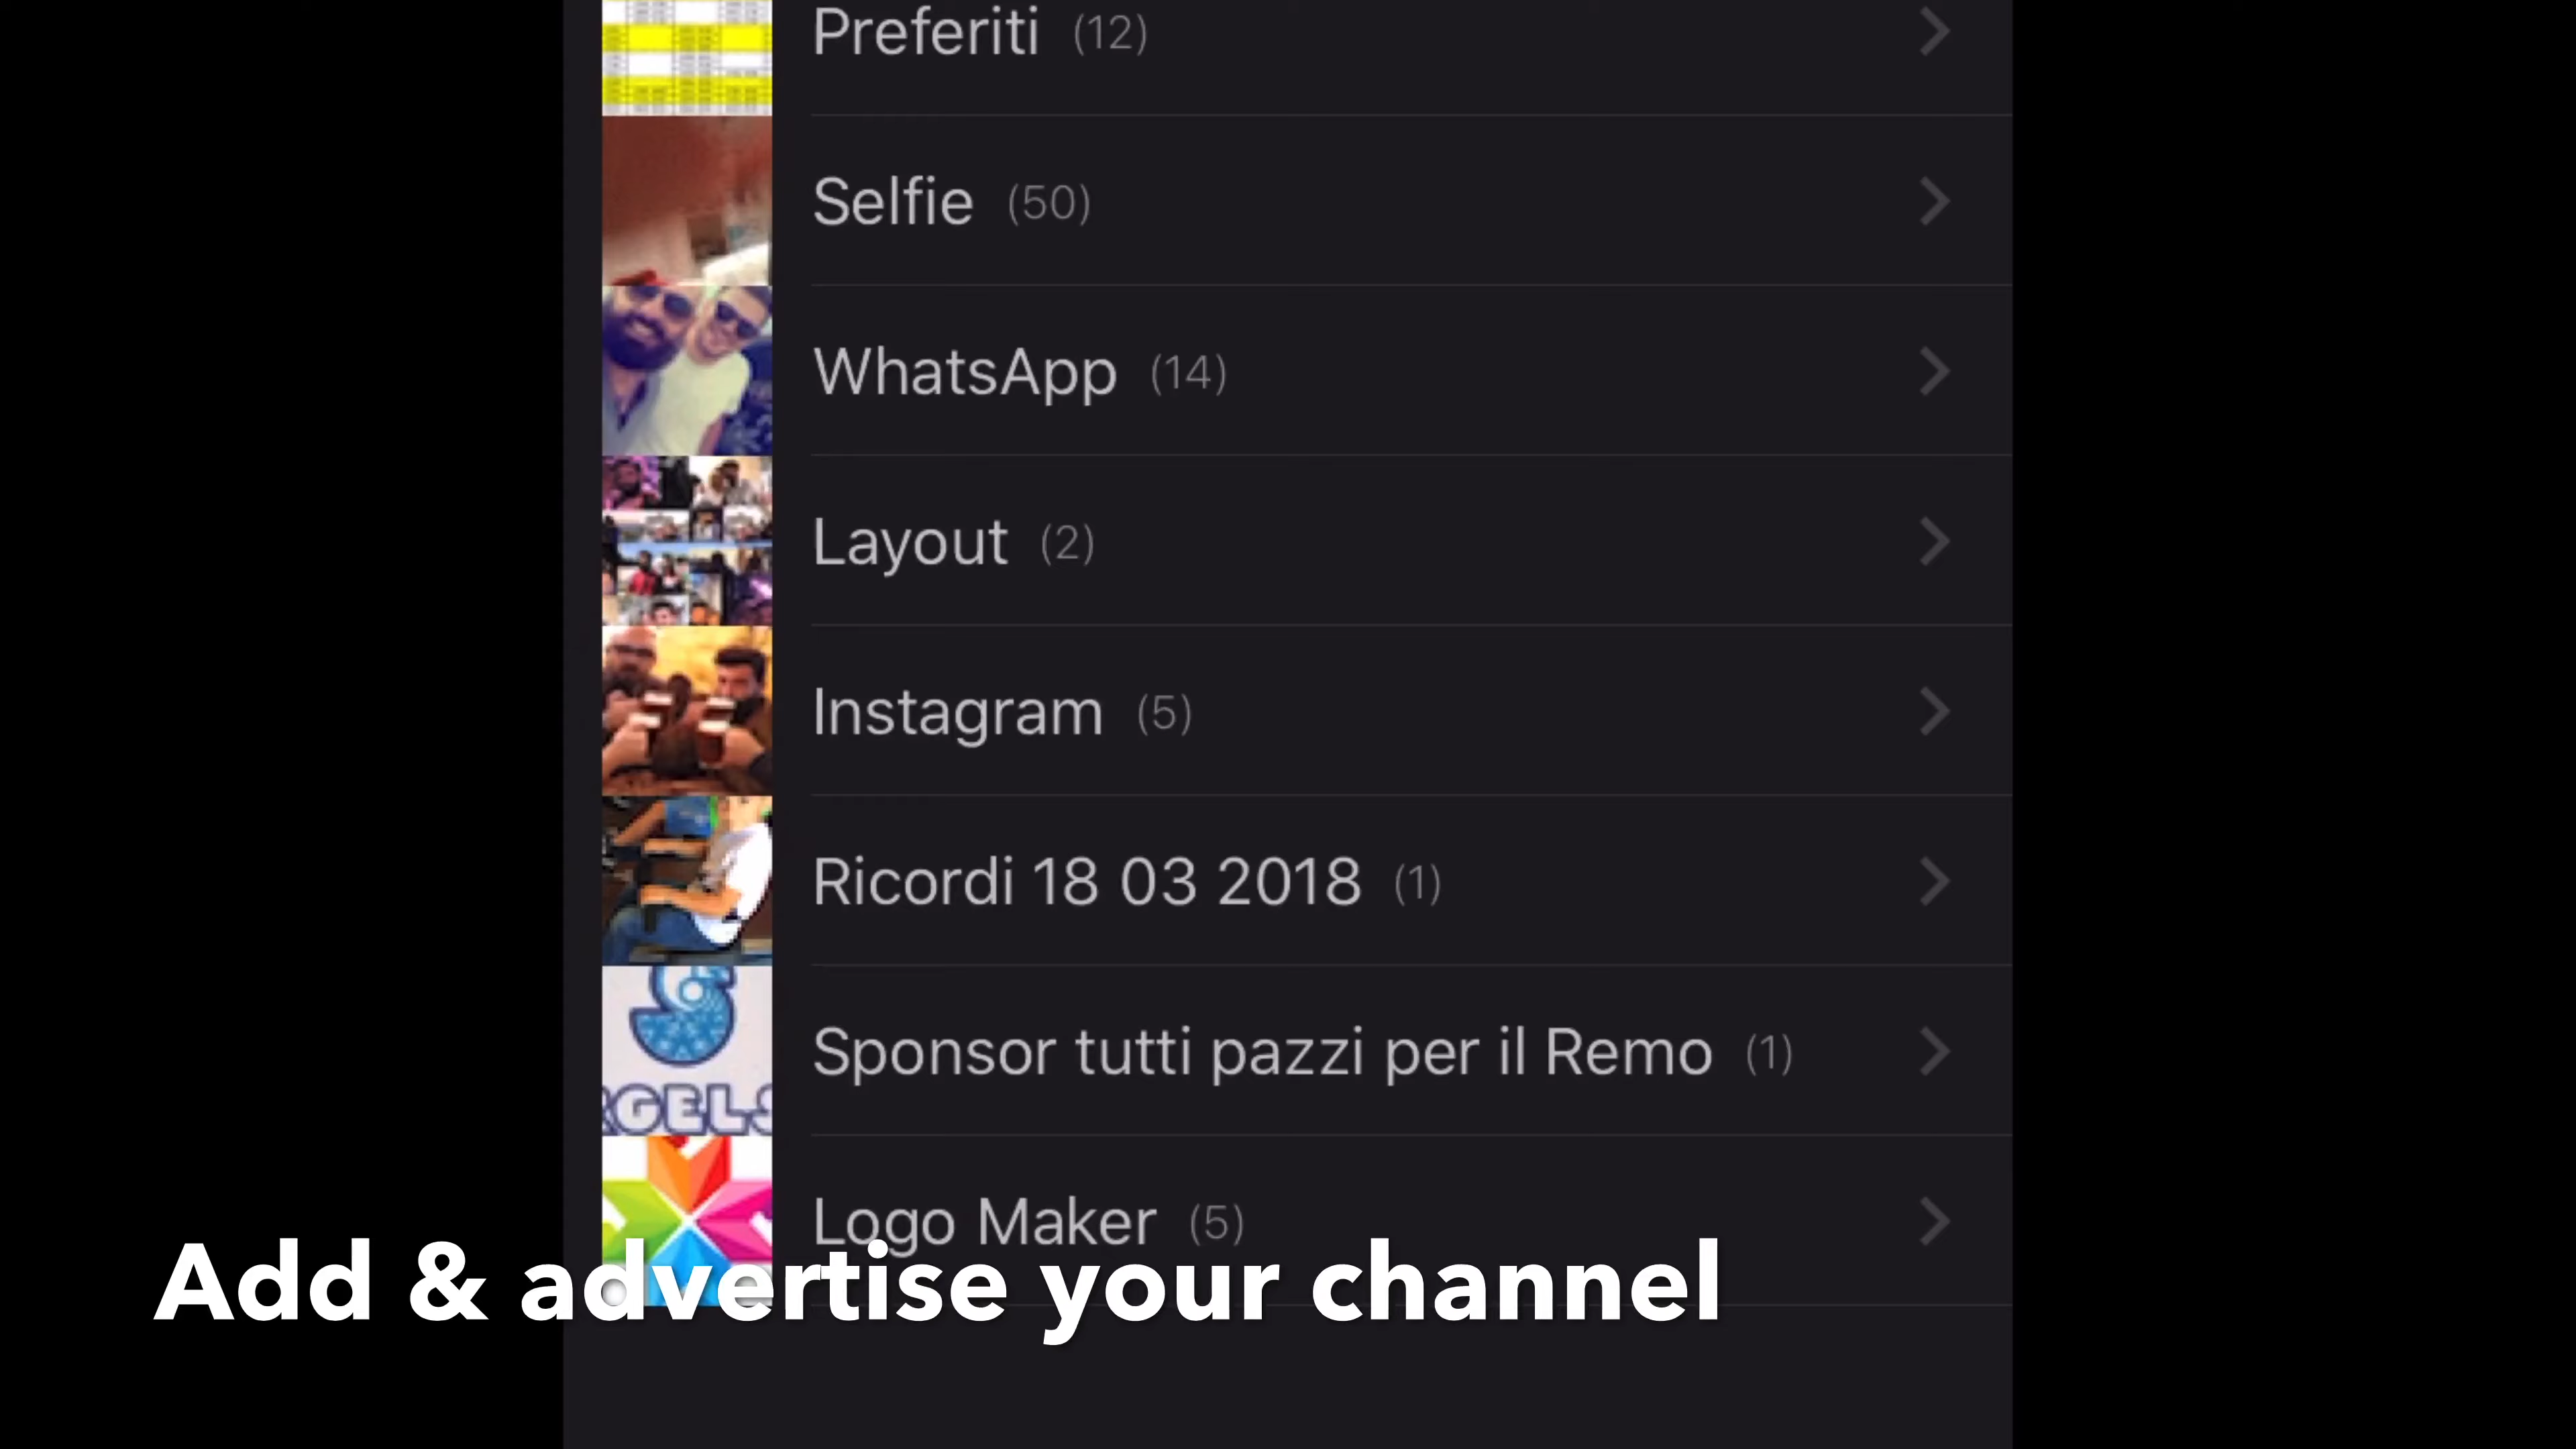 Preferiti (12)
Selfie (50)
WhatsApp (14)
Layout (2)
Instagram (5)
Ricordi 18 03 2018 (1)
Sponsor tutti pazzi per il Remo (1)
GELS
Logo Maker (5)
Add & advertise your channel